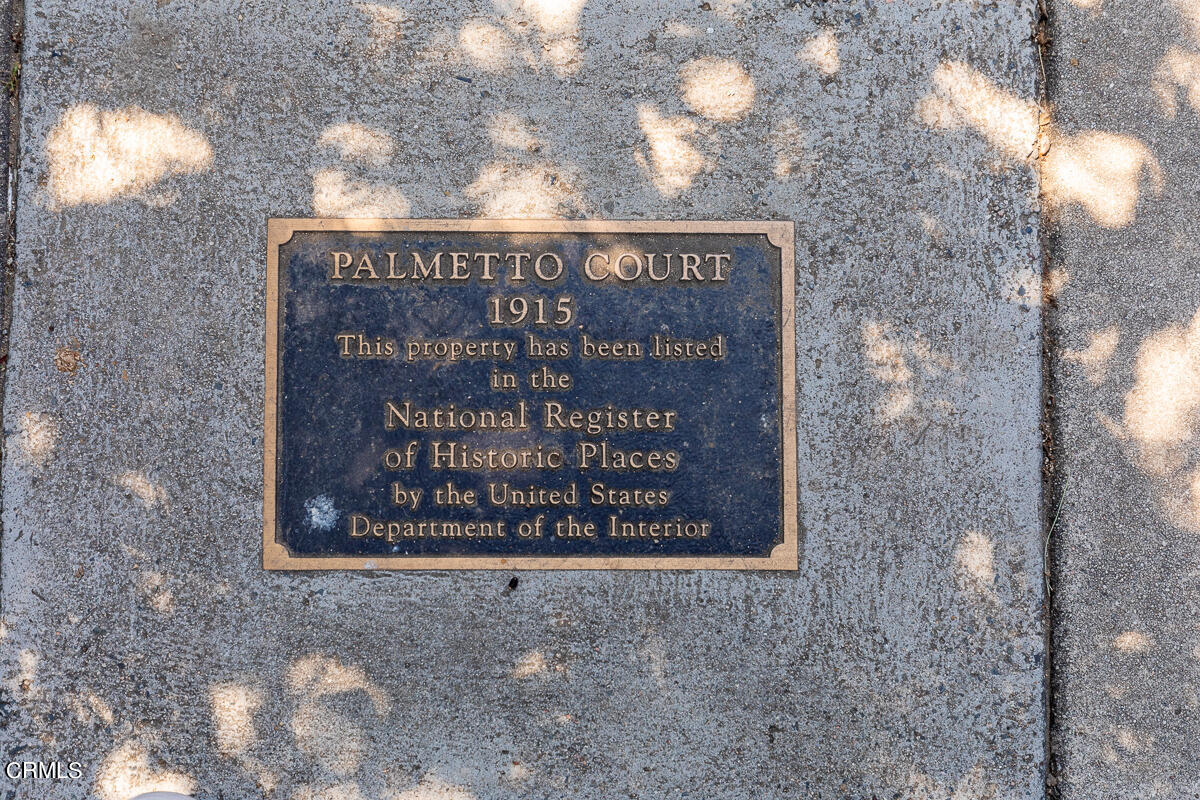 PALMETTO COURT
1915
This property has been listed
in the
National Register
of Historic Places
by the United States
Department of the Interior
CRMLS